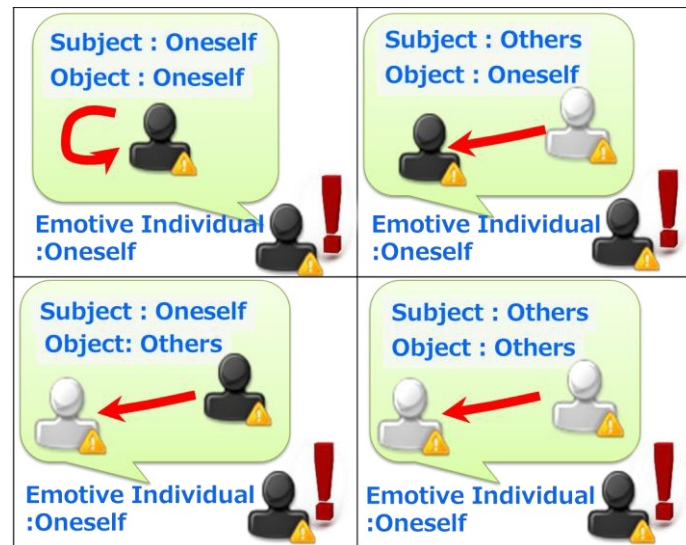 Subject : Oneself
Object : Oneself
Emotive Individual
:Oneself
Subject : Others
Object : Oneself
Emotive Individual
:Oneself
Subject : Oneself
Object: Others
Emotive Individual
:Oneself
Subject : Others
Object : Others
Emotive Individual
:Oneself